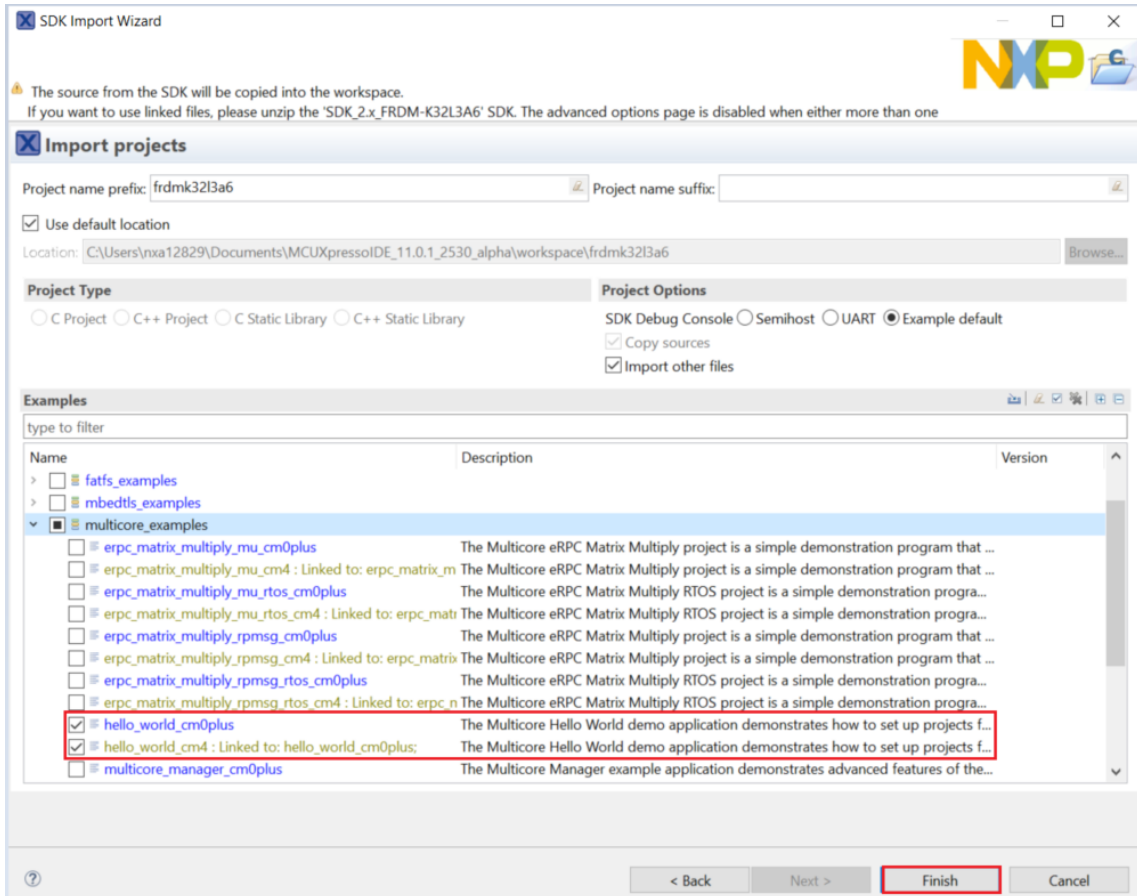 SDK Import Wizard
NXP
The source from the SDK will be copied into the workspace.
If you want to use linked files, please unzip the 'SDK_2.x_FRDM-K32L3A6' SDK. The advanced options page is disabled when either more than one
Import projects
Project name prefix: frdmk32l3a6 Project name suffix:
Use default location
Location: C:\Users\nxa12829\Documents\MCUXpressoIDE_11.0.1_2530_alpha\workspace\frdmk32l3a6 Browse...
Project Type Project Options
C Project C++ Project C Static Library C++ Static Library SDK Debug Console Semihost UART Example default
Copy sources
Import other files
Examples
type to filter
Name Description Version
fatfs_examples
mbedtls_examples
multicore_examples
erpc_matrix_multiply_mu_cm0plus The Multicore eRPC Matrix Multiply project is a simple demonstration program that ...
erpc_matrix_multiply_mu_cm4 : Linked to: erpc_matrix_m The Multicore eRPC Matrix Multiply project is a simple demonstration program that ...
erpc_matrix_multiply_mu_rtos_cm0plus The Multicore eRPC Matrix Multiply RTOS project is a simple demonstration progra...
erpc_matrix_multiply_mu_rtos_cm4 : Linked to: erpc_matr The Multicore eRPC Matrix Multiply RTOS project is a simple demonstration progra...
erpc_matrix_multiply_rpmsg_cm0plus The Multicore eRPC Matrix Multiply project is a simple demonstration program that ...
erpc_matrix_multiply_rpmsg_cm4 : Linked to: erpc_matrix The Multicore eRPC Matrix Multiply project is a simple demonstration program that ...
erpc_matrix_multiply_rpmsg_rtos_cm0plus The Multicore eRPC Matrix Multiply RTOS project is a simple demonstration progra...
erpc_matrix_multiply_rpmsg_rtos_cm4 : Linked to: erpc_n The Multicore eRPC Matrix Multiply RTOS project is a simple demonstration progra...
hello_world_cm0plus The Multicore Hello World demo application demonstrates how to set up projects f...
hello_world_cm4 : Linked to: hello_world_cm0plus; The Multicore Hello World demo application demonstrates how to set up projects f...
multicore_manager_cm0plus The Multicore Manager example application demonstrates advanced features of the...
< Back Next > Finish Cancel